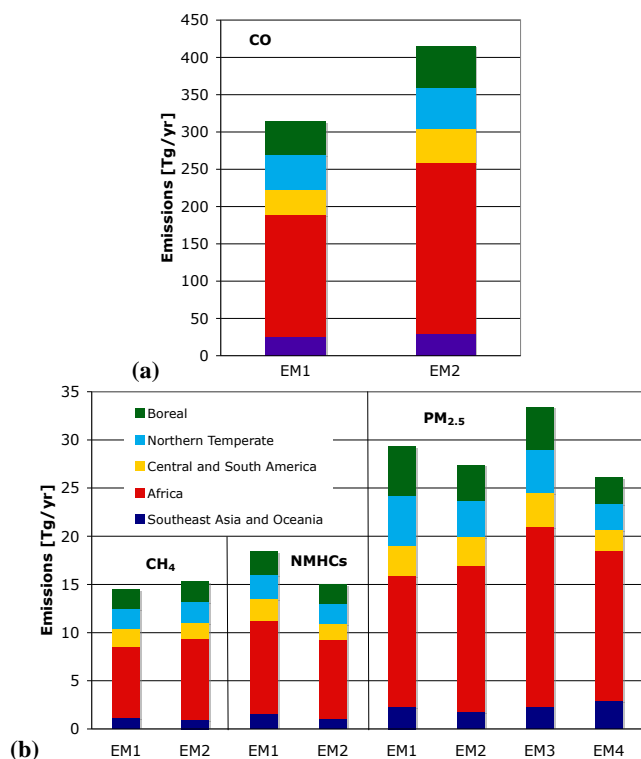 450
CO
400
350
300
250
200
150
100
50
0
Emissions [Tg/yr]
EM1 EM2
(a)
35
Boreal
PM2.5
30
Northern Temperate
Central and South America
25
Africa
Southeast Asia and Oceania
20
CH4 NMHCs
15
10
5
0
Emissions [Tg/yr]
EM1 EM2 EM1 EM2 EM1 EM2 EM3 EM4
(b)